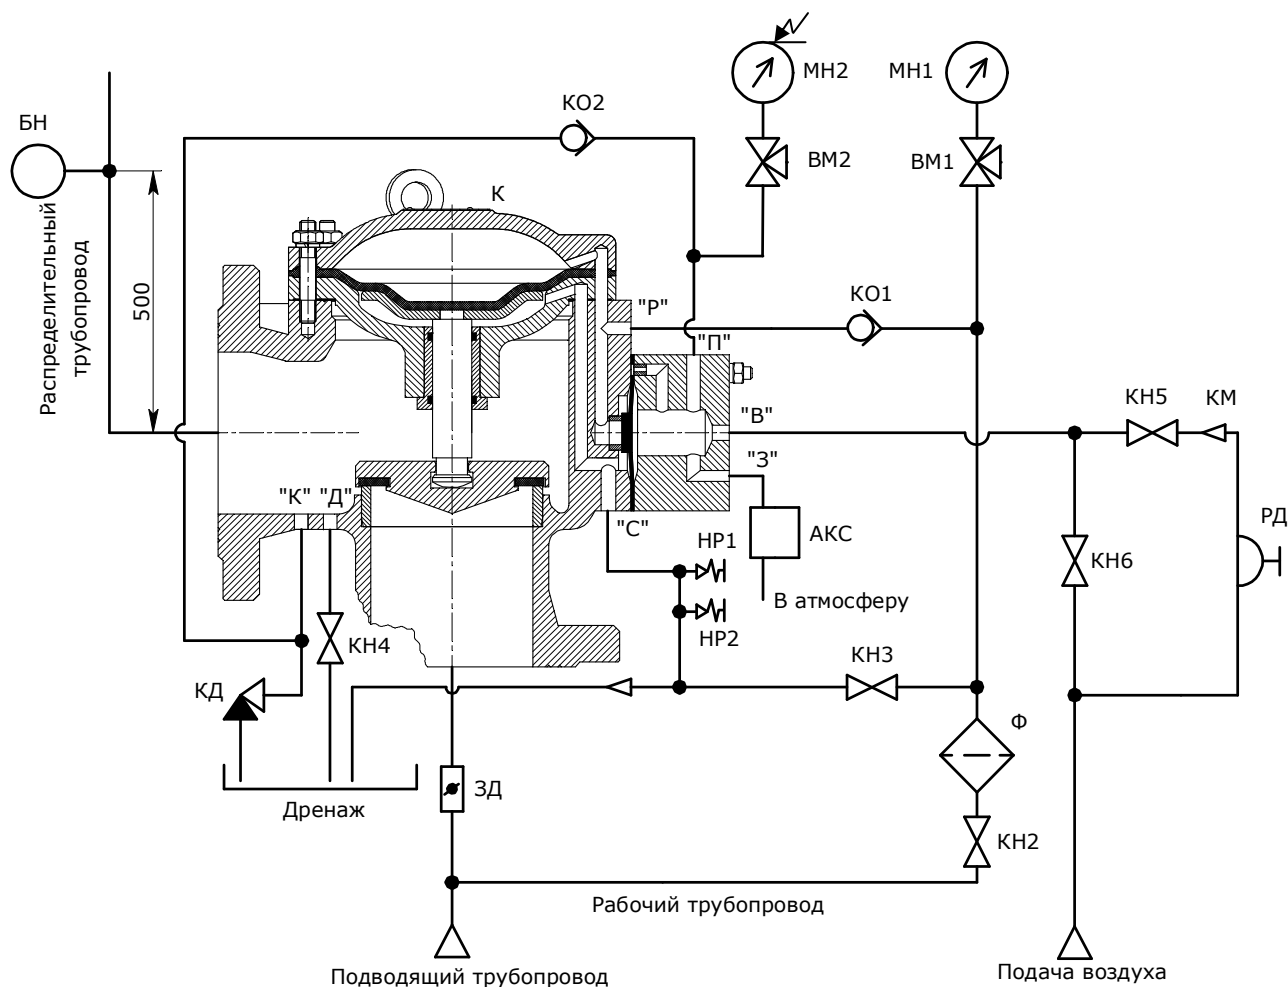 МН2
МН1
КО2
БН
ВМ2
ВМ1
К
Распределительный
трубопровод
500
"Р"
КО1
"П"
КН5
КМ
"В"
"З"
"К"
"Д"
"С"
НР1
АКС
РД
КН6
В атмосферу
НР2
КН4
КН3
КД
Ф
ЗД
Дренаж
КН2
Рабочий трубопровод
Подводящий трубопровод
Подача воздуха